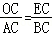 OC/AC = EC/BC